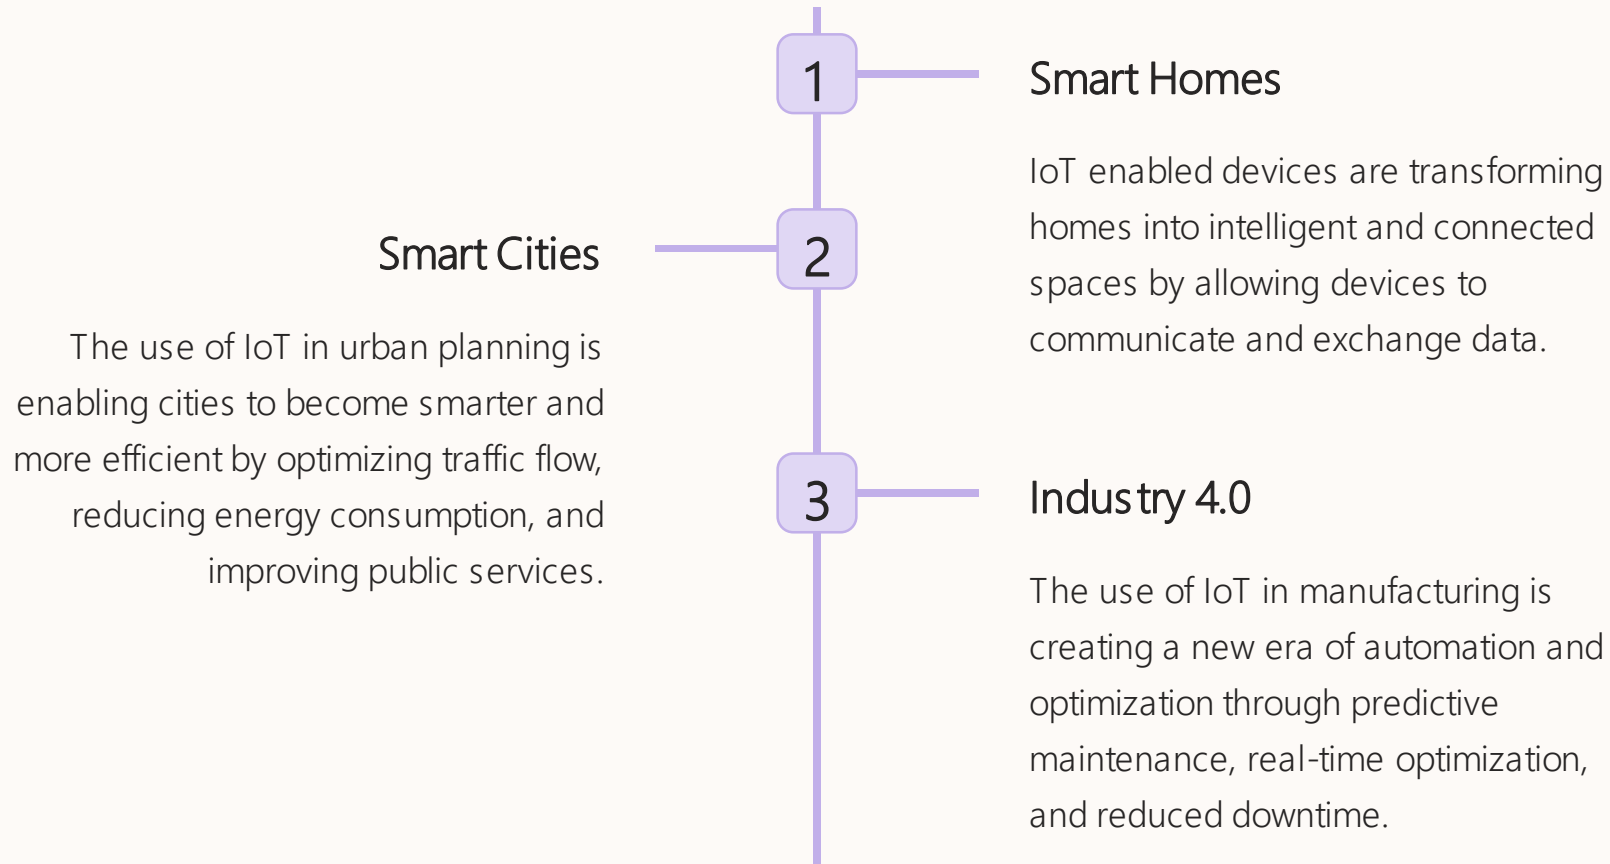 1
Smart Homes
IoT enabled devices are transforming
homes into intelligent and connected
spaces by allowing devices to
communicate and exchange data.
2
Smart Cities
The use of IoT in urban planning is
enabling cities to become smarter and
more efficient by optimizing traffic flow,
reducing energy consumption, and
improving public services.
3
Industry 4.0
The use of IoT in manufacturing is
creating a new era of automation and
optimization through predictive
maintenance, real-time optimization,
and reduced downtime.